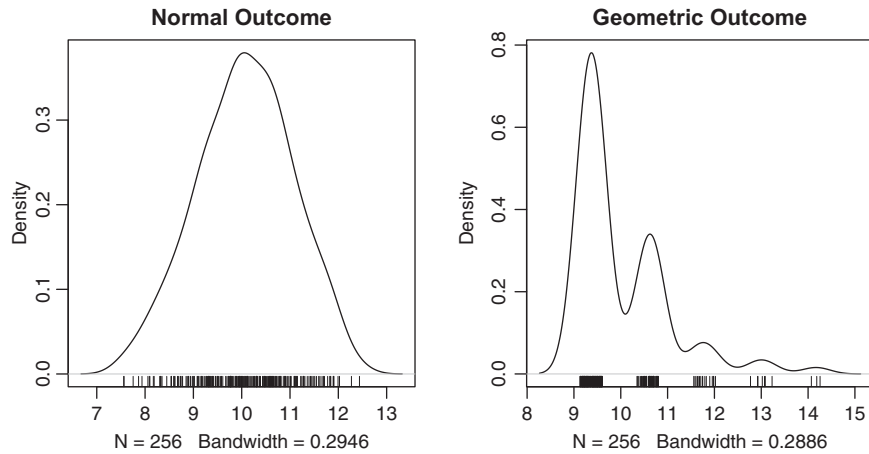 Normal Outcome
Density
0.0
0.1
0.2
0.3
7 8 9 10 11 12 13
N = 256 Bandwidth = 0.2946
Geometric Outcome
Density
0.0
0.2
0.4
0.6
0.8
8 9 10 11 12 13 14 15
N = 256 Bandwidth = 0.2886